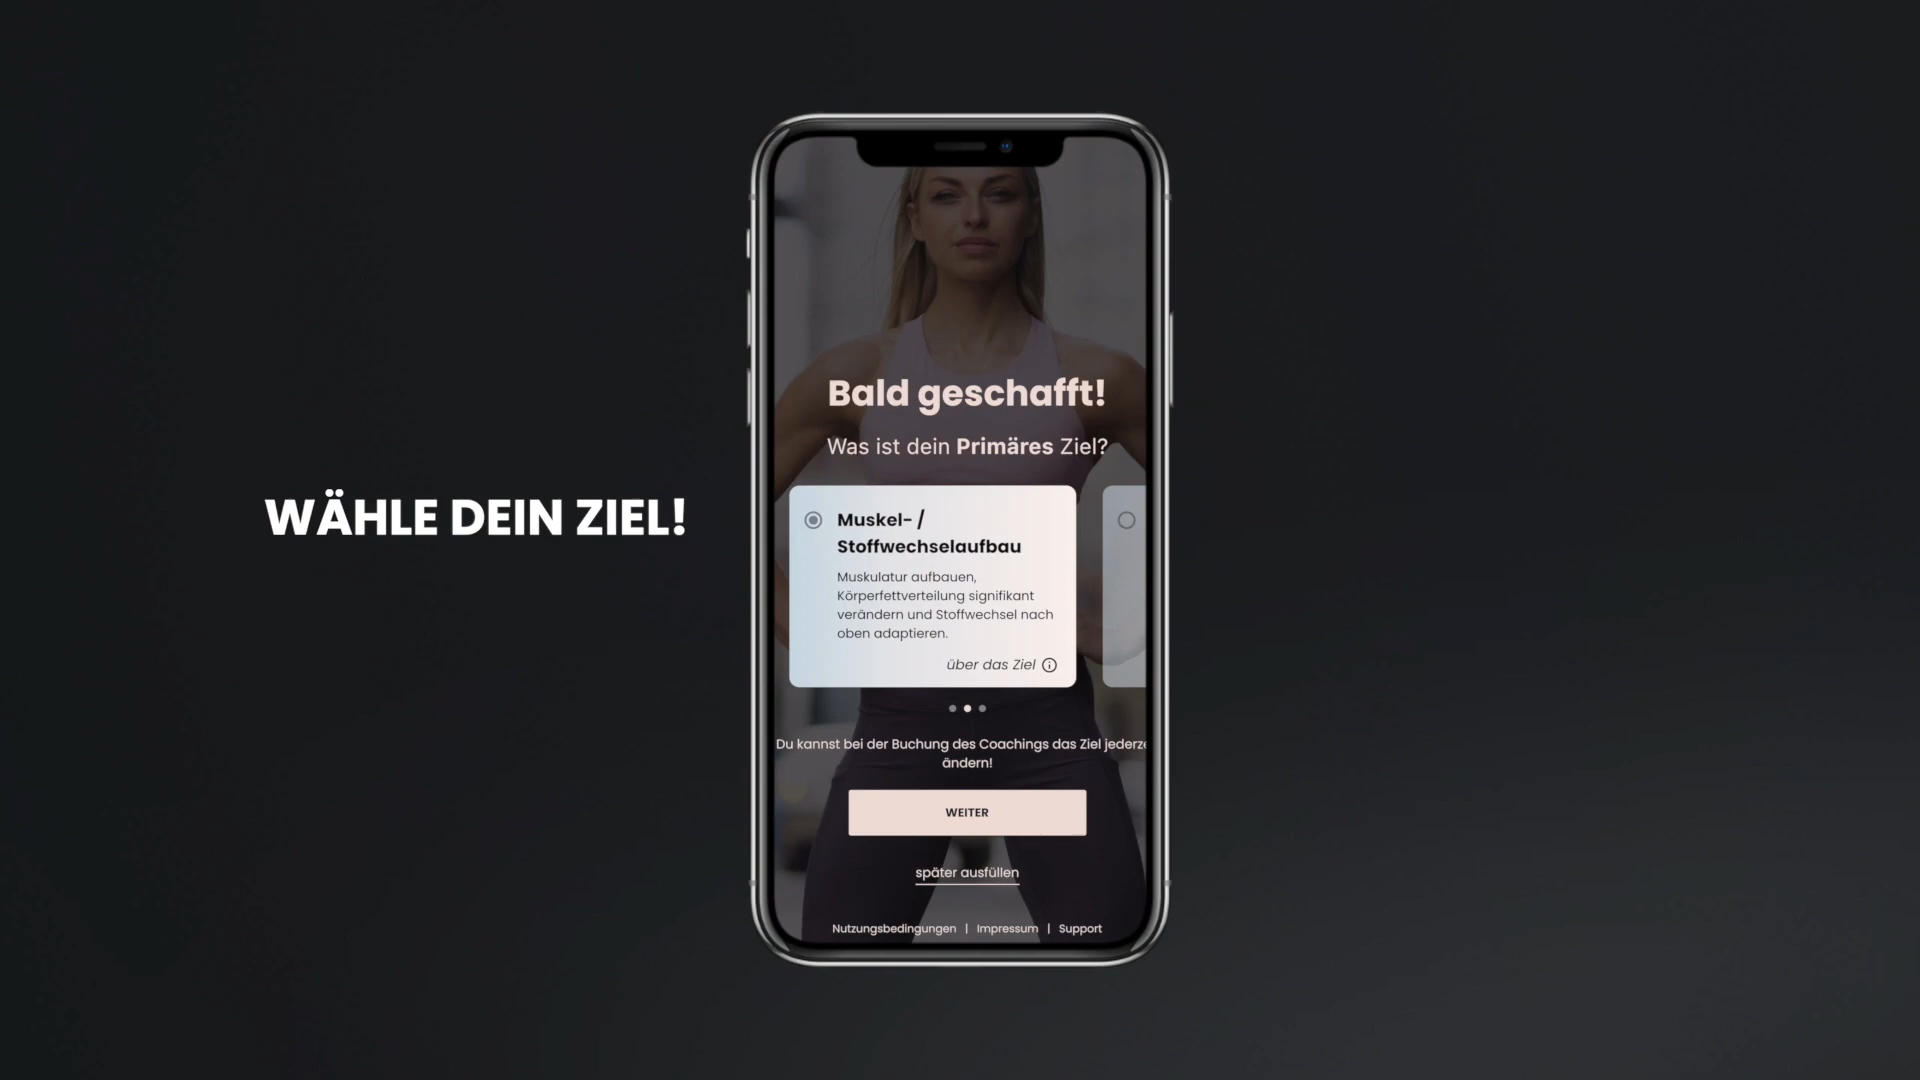 WÄHLE DEIN ZIEL!
Bald geschafft!
Was ist dein Primäres Ziel?
Muskel- /
Stoffwechselaufbau
Muskulatur aufbauen,
Körperfettverteilung signifikant
verändern und Stoffwechsel nach
oben adaptieren.
über das Ziel
Du kannst bei der Buchung des Coachings das Ziel jederze
ändern!
WEITER
später ausfüllen
Nutzungsbedingungen | Impressum | Support